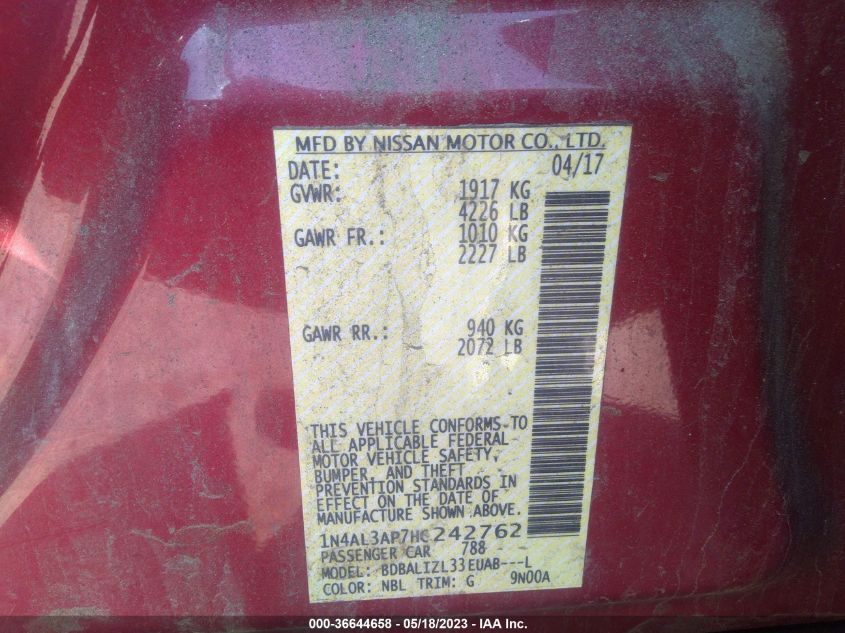 MFD BY NISSAN MOTOR CO., LTD.
DATE: 04/17
GVWR: 1917 KG
4226 LB
GAWR FR.: 1010 KG
2227 LB
GAWR RR.: 940 KG
2072 LB
THIS VEHICLE CONFORMS TO
ALL APPLICABLE FEDERAL
MOTOR VEHICLE SAFETY,
BUMPER, AND THEFT
PREVENTION STANDARDS IN
EFFECT ON THE DATE OF
MANUFACTURE SHOWN ABOVE.
1N4AL3AP7HC242762
PASSENGER CAR 788
MODEL: BDBALIZL33EUAB---L
COLOR: NBL TRIM: G 9N00A
000-36644658 - 05/18/2023 - IAA Inc.